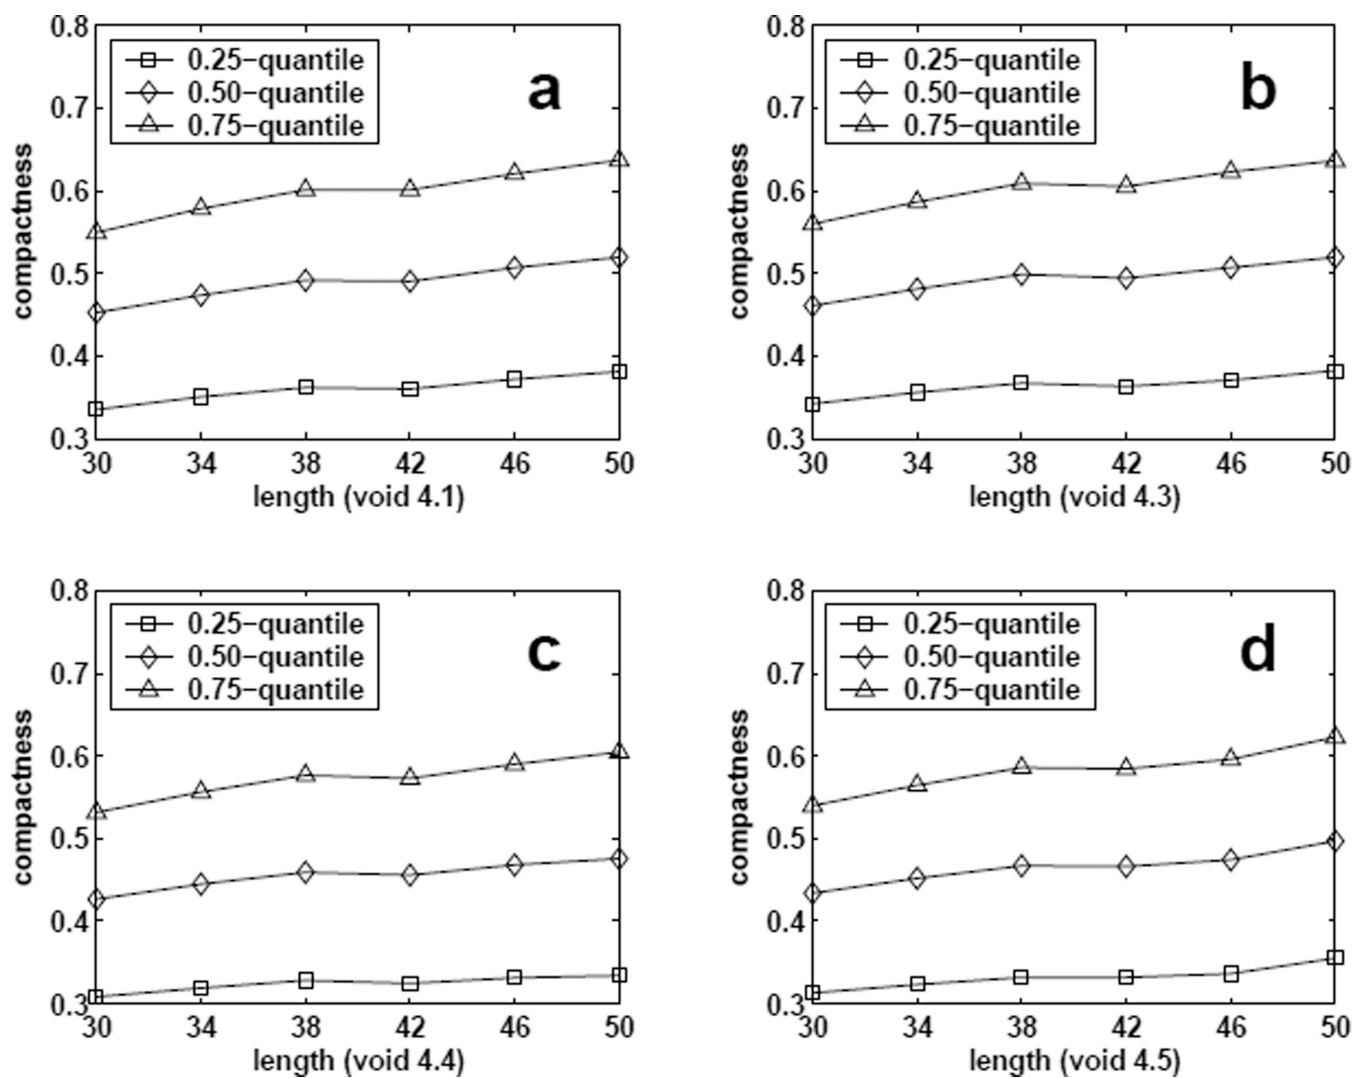 0.8
0.7
0.6
0.5
0.4
0.3
compactness
0.25−quantile
0.50−quantile
0.75−quantile
a
30 34 38 42 46 50
length (void 4.1)
0.8
0.7
0.6
0.5
0.4
0.3
compactness
0.25−quantile
0.50−quantile
0.75−quantile
b
30 34 38 42 46 50
length (void 4.3)
0.8
0.7
0.6
0.5
0.4
0.3
compactness
0.25−quantile
0.50−quantile
0.75−quantile
c
30 34 38 42 46 50
length (void 4.4)
0.8
0.7
0.6
0.5
0.4
0.3
compactness
0.25−quantile
0.50−quantile
0.75−quantile
d
30 34 38 42 46 50
length (void 4.5)